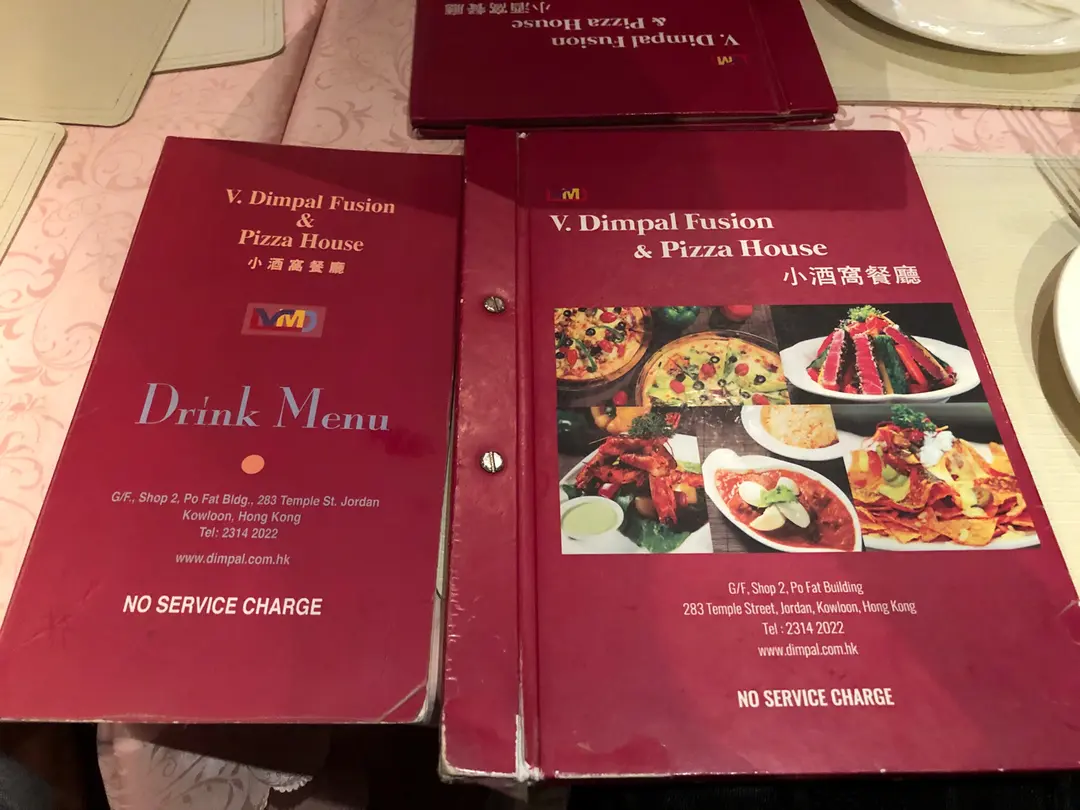 V. Dimpal Fusion
& Pizza House
小酒窩餐廳
V. Dimpal Fusion
&
Pizza House
小酒窩餐廳
VMD
Drink Menu
G/F., Shop 2, Po Fat Bldg., 283 Temple St. Jordan
Kowloon, Hong Kong
Tel: 2314 2022
www.dimpal.com.hk
NO SERVICE CHARGE
V. Dimpal Fusion
& Pizza House
小酒窩餐廳
G/F, Shop 2, Po Fat Building
283 Temple Street, Jordan, Kowloon, Hong Kong
Tel : 2314 2022
www.dimpal.com.hk
NO SERVICE CHARGE